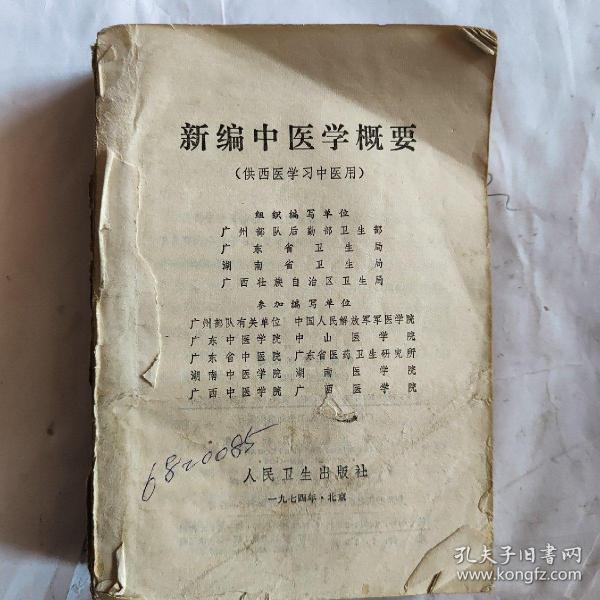 新编中医学概要
（供西医学习中医用）
组织编写单位
广州部队后勤部卫生部
广东省卫生局
湖南省卫生局
广西壮族自治区卫生局
参加编写单位
广州部队有关单位 中国人民解放军军医学院
广东中医学院 中山医学院
广东省中医院 广东省医药卫生研究所
湖南中医学院 湖南医学院
广西中医学院 广西医学院
6820085
人民卫生出版社
一九七四年·北京
孔夫子旧书网
www.kongfz.com